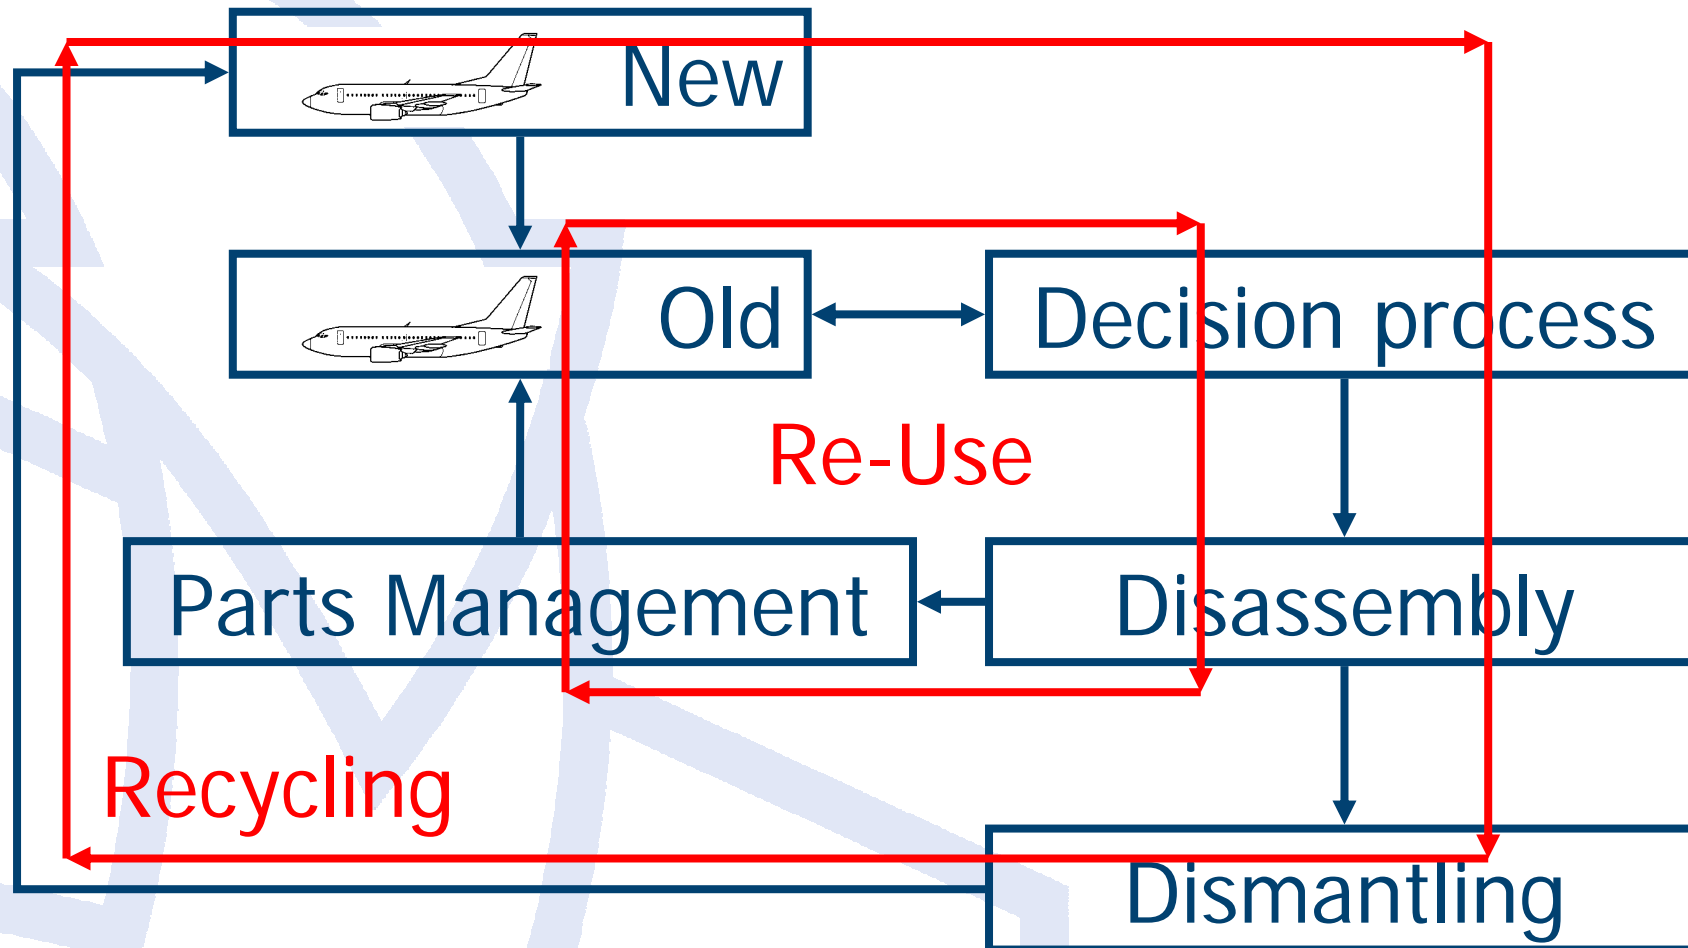 New
Old
Decision process
Re-Use
Parts Management
Disassembly
Recycling
Dismantling